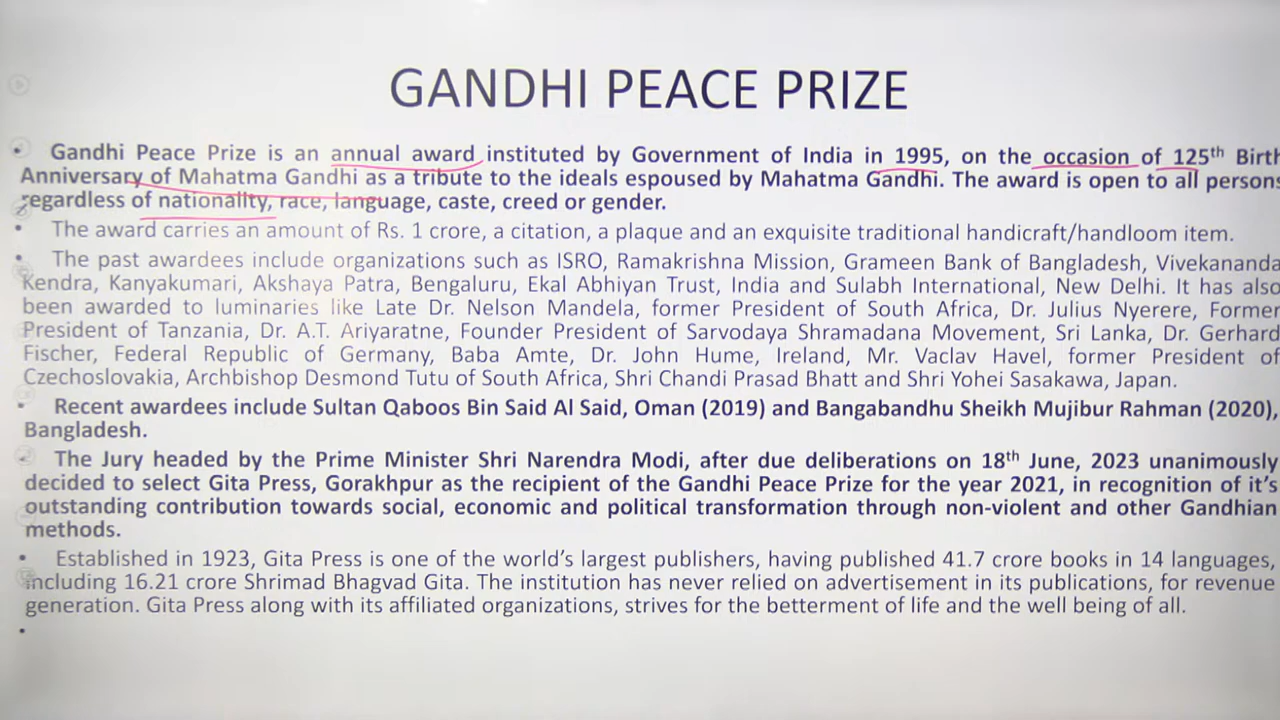 GANDHI PEACE PRIZE
• Gandhi Peace Prize is an annual award instituted by Government of India in 1995, on the occasion of 125th Birth
Anniversary of Mahatma Gandhi as a tribute to the ideals espoused by Mahatma Gandhi. The award is open to all persons
regardless of nationality, race, language, caste, creed or gender.
• The award carries an amount of Rs. 1 crore, a citation, a plaque and an exquisite traditional handicraft/handloom item.
• The past awardees include organizations such as ISRO, Ramakrishna Mission, Grameen Bank of Bangladesh, Vivekananda
Kendra, Kanyakumari, Akshaya Patra, Bengaluru, Ekal Abhiyan Trust, India and Sulabh International, New Delhi. It has also
been awarded to luminaries like Late Dr. Nelson Mandela, former President of South Africa, Dr. Julius Nyerere, Former
President of Tanzania, Dr. A.T. Ariyaratne, Founder President of Sarvodaya Shramadana Movement, Sri Lanka, Dr. Gerhard
Fischer, Federal Republic of Germany, Baba Amte, Dr. John Hume, Ireland, Mr. Vaclav Havel, former President of
Czechoslovakia, Archbishop Desmond Tutu of South Africa, Shri Chandi Prasad Bhatt and Shri Yohei Sasakawa, Japan.
• Recent awardees include Sultan Qaboos Bin Said Al Said, Oman (2019) and Bangabandhu Sheikh Mujibur Rahman (2020),
Bangladesh.
• The Jury headed by the Prime Minister Shri Narendra Modi, after due deliberations on 18th June, 2023 unanimously
decided to select Gita Press, Gorakhpur as the recipient of the Gandhi Peace Prize for the year 2021, in recognition of it's
outstanding contribution towards social, economic and political transformation through non-violent and other Gandhian
methods.
• Established in 1923, Gita Press is one of the world's largest publishers, having published 41.7 crore books in 14 languages,
including 16.21 crore Shrimad Bhagvad Gita. The institution has never relied on advertisement in its publications, for revenue
generation. Gita Press along with its affiliated organizations, strives for the betterment of life and the well being of all.
•